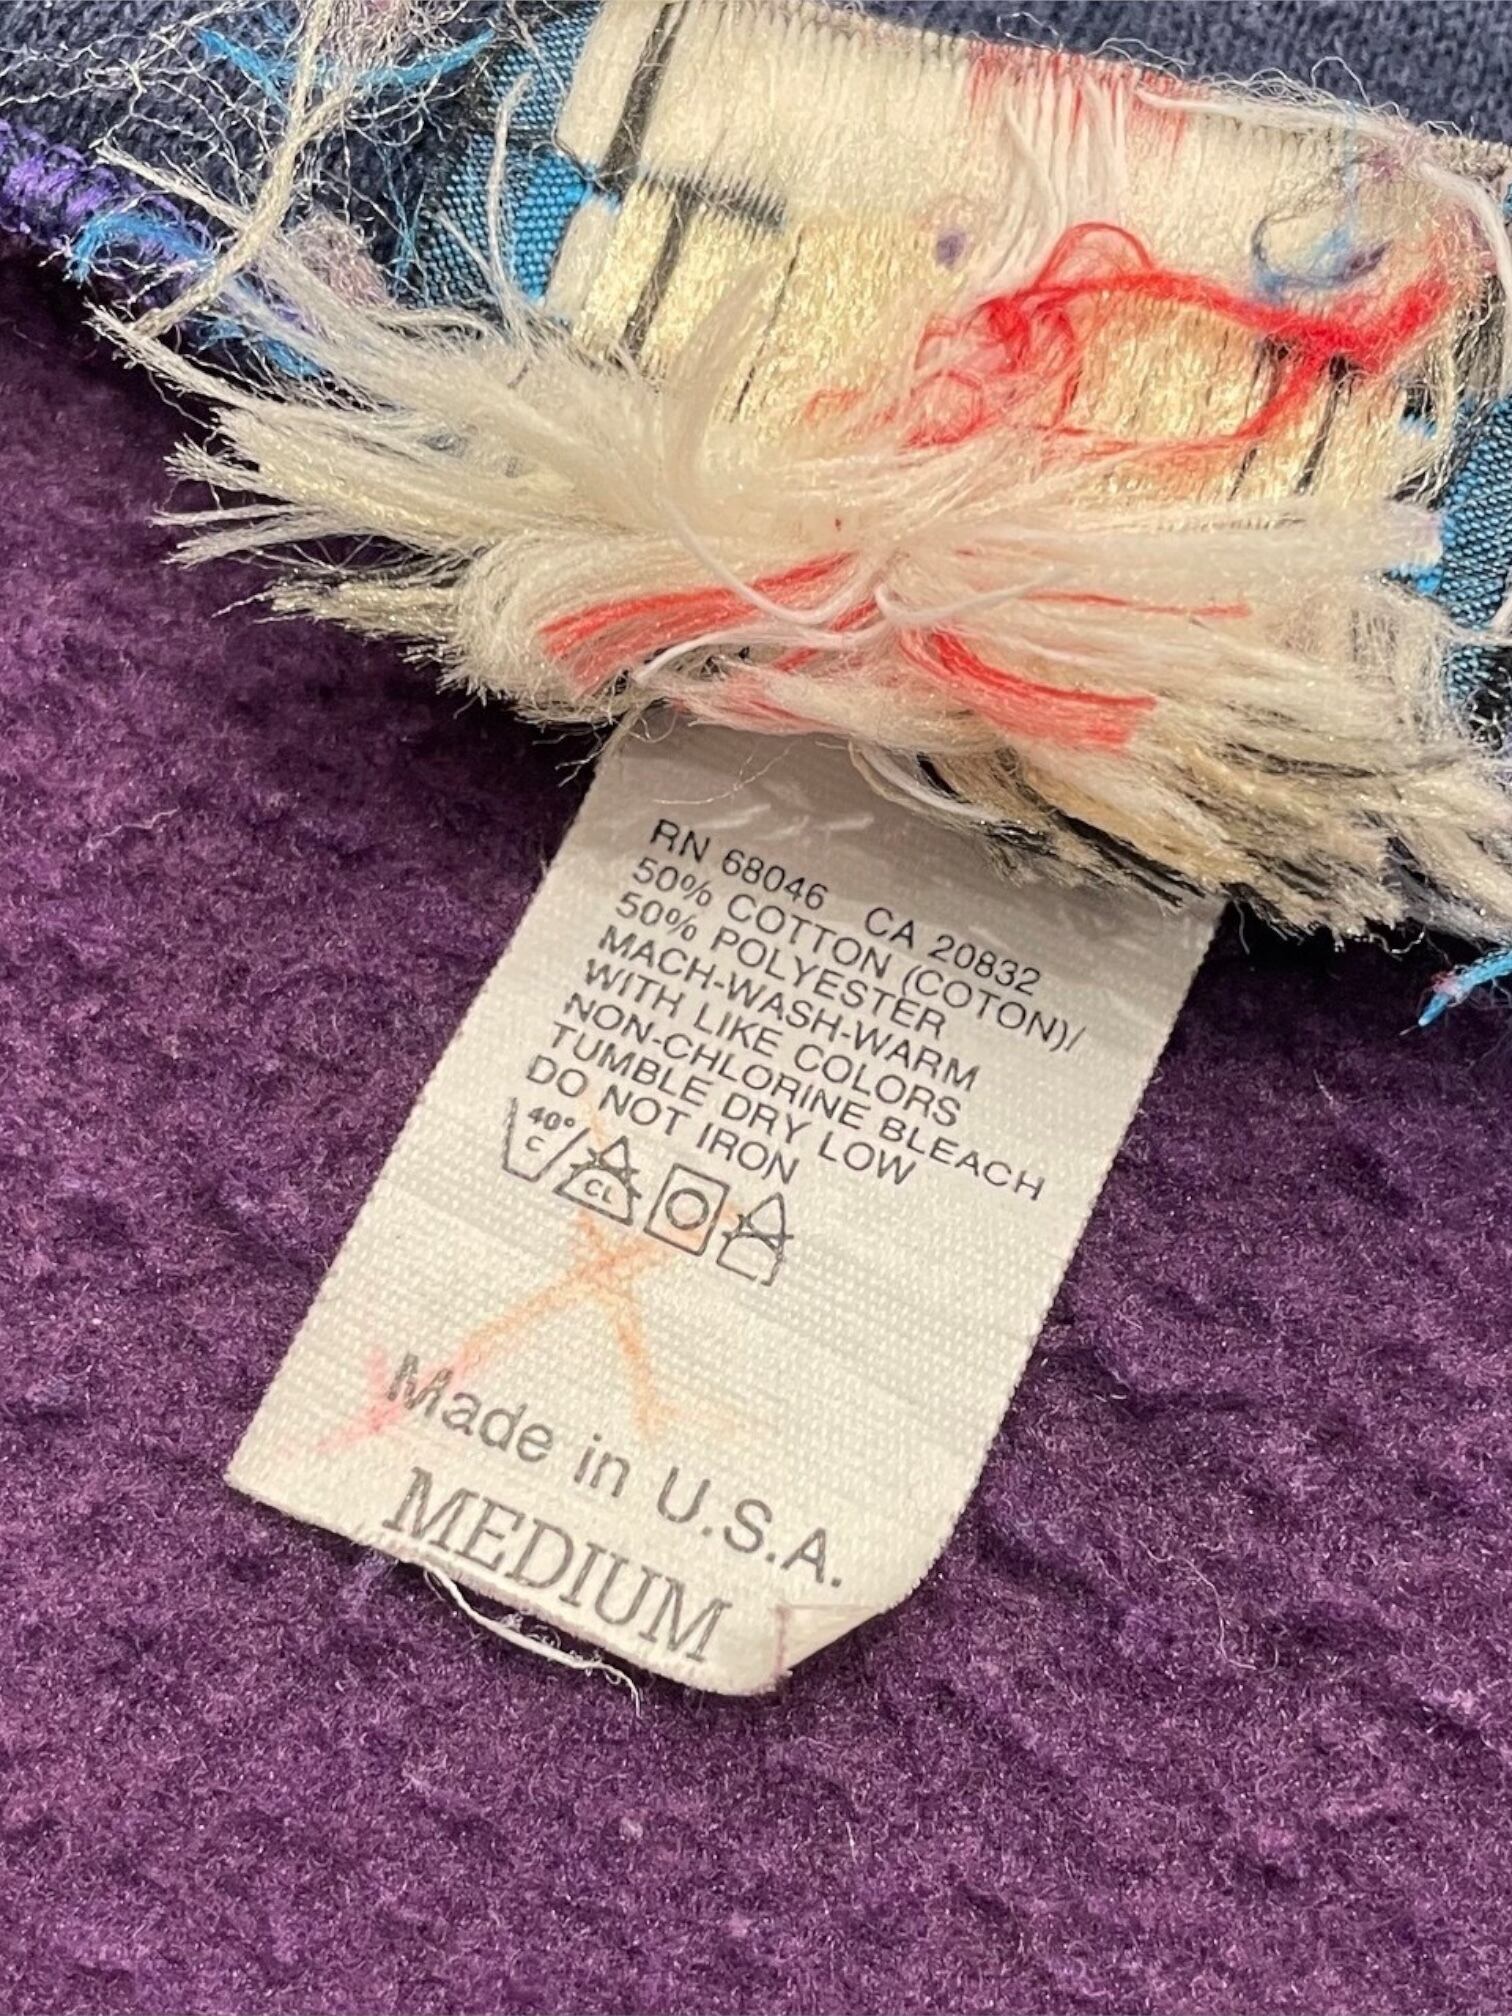 RN 68046 CA 20832
50% COTTON (COTON)/
50% POLYESTER
MACH-WASH-WARM
WITH LIKE COLORS
NON-CHLORINE BLEACH
TUMBLE DRY LOW
DO NOT IRON
40°
C
CL
Made in U.S.A.
MEDIUM